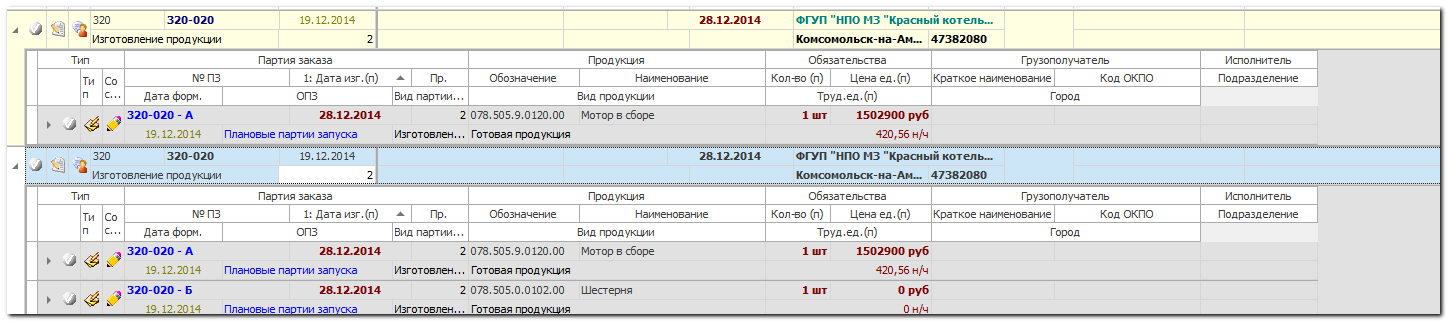 320 320-020 19.12.2014 28.12.2014 ФГУП "НПО МЗ "Красный котель...
Изготовление продукции 2 Комсомольск-на-Ам... 47382080
Тип Партия заказа Продукция Обязательства Грузополучатель Исполнитель
Ти п Со с... № ПЗ 1: Дата изг.(п) Пр. Обозначение Наименование Кол-во (п) Цена ед.(п) Краткое наименование Код ОКПО Подразделение
Дата форм. ОПЗ Вид партии... Вид продукции Труд.ед.(п) Город
320-020 - А 28.12.2014 2 078.505.9.0120.00 Мотор в сборе 1 шт 1502900 руб
19.12.2014 Плановые партии запуска Изготовлен... Готовая продукция 420,56 н/ч
320 320-020 19.12.2014 28.12.2014 ФГУП "НПО МЗ "Красный котель...
Изготовление продукции 2 Комсомольск-на-Ам... 47382080
Тип Партия заказа Продукция Обязательства Грузополучатель Исполнитель
Ти п Со с... № ПЗ 1: Дата изг.(п) Пр. Обозначение Наименование Кол-во (п) Цена ед.(п) Краткое наименование Код ОКПО Подразделение
Дата форм. ОПЗ Вид партии... Вид продукции Труд.ед.(п) Город
320-020 - А 28.12.2014 2 078.505.9.0120.00 Мотор в сборе 1 шт 1502900 руб
19.12.2014 Плановые партии запуска Изготовлен... Готовая продукция 420,56 н/ч
320-020 - Б 28.12.2014 2 078.505.0.0102.00 Шестерня 1 шт 0 руб
19.12.2014 Плановые партии запуска Изготовлен... Готовая продукция 0 н/ч